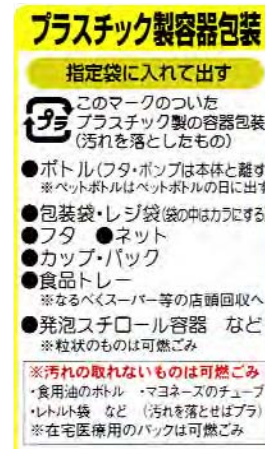 プラスチック製容器包装
指定袋に入れて出す
プラ
このマークのついた
プラスチック製の容器包装
(汚れを落としたもの)
●ボトル(フタ・ポンプは本体と離す
※ペットボトルはペットボトルの日に出す
●包装袋・レジ袋(袋の中はカラにする)
●フタ ●ネット
●カップ・パック
●食品トレー
※なるべくスーパー等の店頭回収へ
●発泡スチロール容器 など
※粒状のものは可燃ごみ
※汚れの取れないものは可燃ごみ
・食用油のボトル ・マヨネーズのチューブ
・レトルト袋 など (汚れを落とせばプラ)
※在宅医療用のバックは可燃ごみ